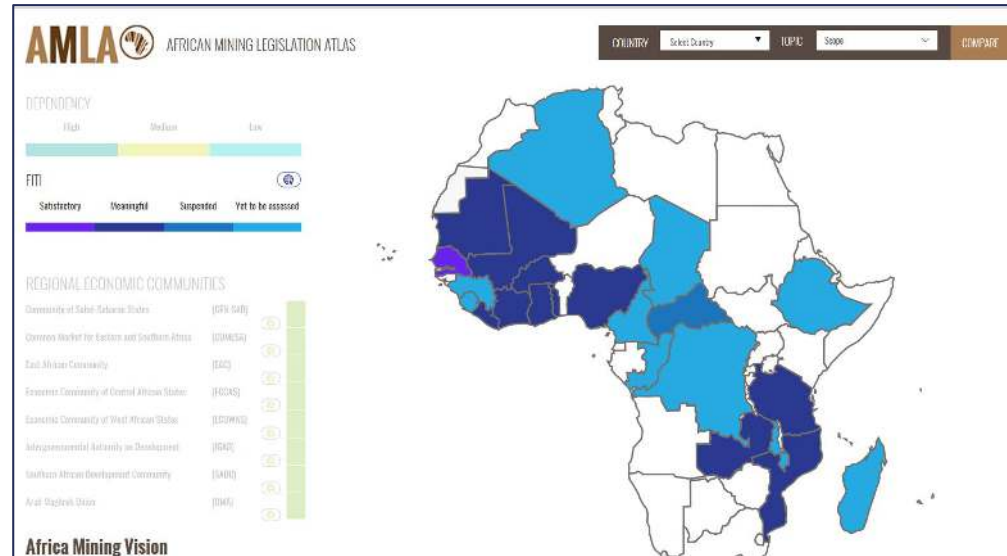 AMLA AFRICAN MINING LEGISLATION ATLAS
COUNTRY Select Country TOPIC Scope COMPARE
DEPENDENCY
High Medium Low
Satisfactory Meaningful Suspended Yet to be assessed
REGIONAL ECONOMIC COMMUNITIES
Community of Sahel-Saharan States [CEN SAD]
Common Market for Eastern and Southern Africa [COMESA]
East African Community [EAC]
Economic Community of Central African States [ECCAS]
Economic Community of West African States [ECOWAS]
Intergovernmental Authority on Development [IGAD]
Southern African Development Community [SADC]
Arab Maghreb Union
Africa Mining Vision